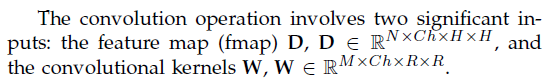 The convolution operation involves two significant in-
puts: the feature map (fmap) D, D ∈ ℝ^{N×Ch×H×H}, and
the convolutional kernels W, W ∈ ℝ^{M×Ch×R×R}.